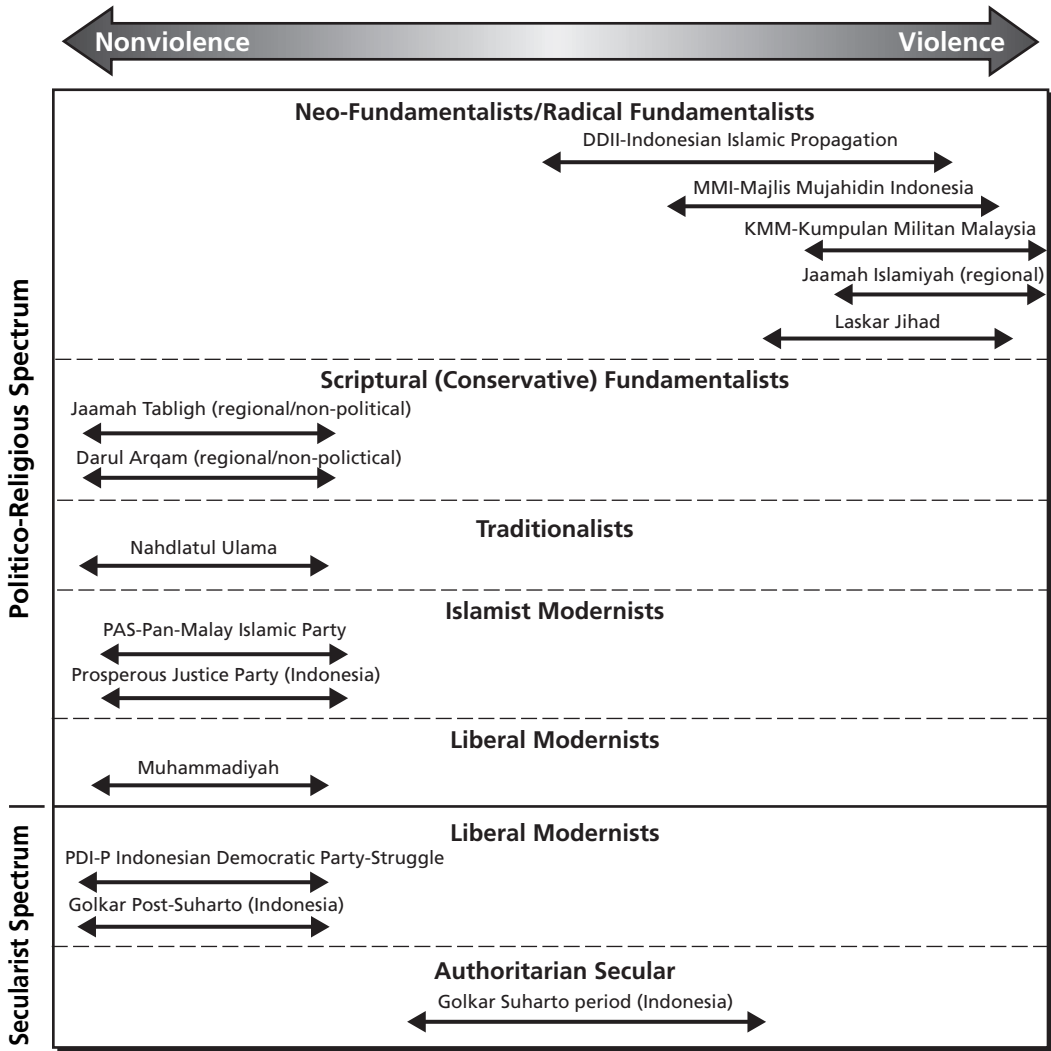 Nonviolence
Violence
Neo-Fundamentalists/Radical Fundamentalists
DDII-Indonesian Islamic Propagation
MMI-Majlis Mujahidin Indonesia
KMM-Kumpulan Militan Malaysia
Jaamah Islamiyah (regional)
Laskar Jihad
Politico-Religious Spectrum
Scriptural (Conservative) Fundamentalists
Jaamah Tabligh (regional/non-political)
Darul Arqam (regional/non-polictical)
Traditionalists
Nahdlatul Ulama
Islamist Modernists
PAS-Pan-Malay Islamic Party
Prosperous Justice Party (Indonesia)
Liberal Modernists
Muhammadiyah
Secularist Spectrum
Liberal Modernists
PDI-P Indonesian Democratic Party-Struggle
Golkar Post-Suharto (Indonesia)
Authoritarian Secular
Golkar Suharto period (Indonesia)